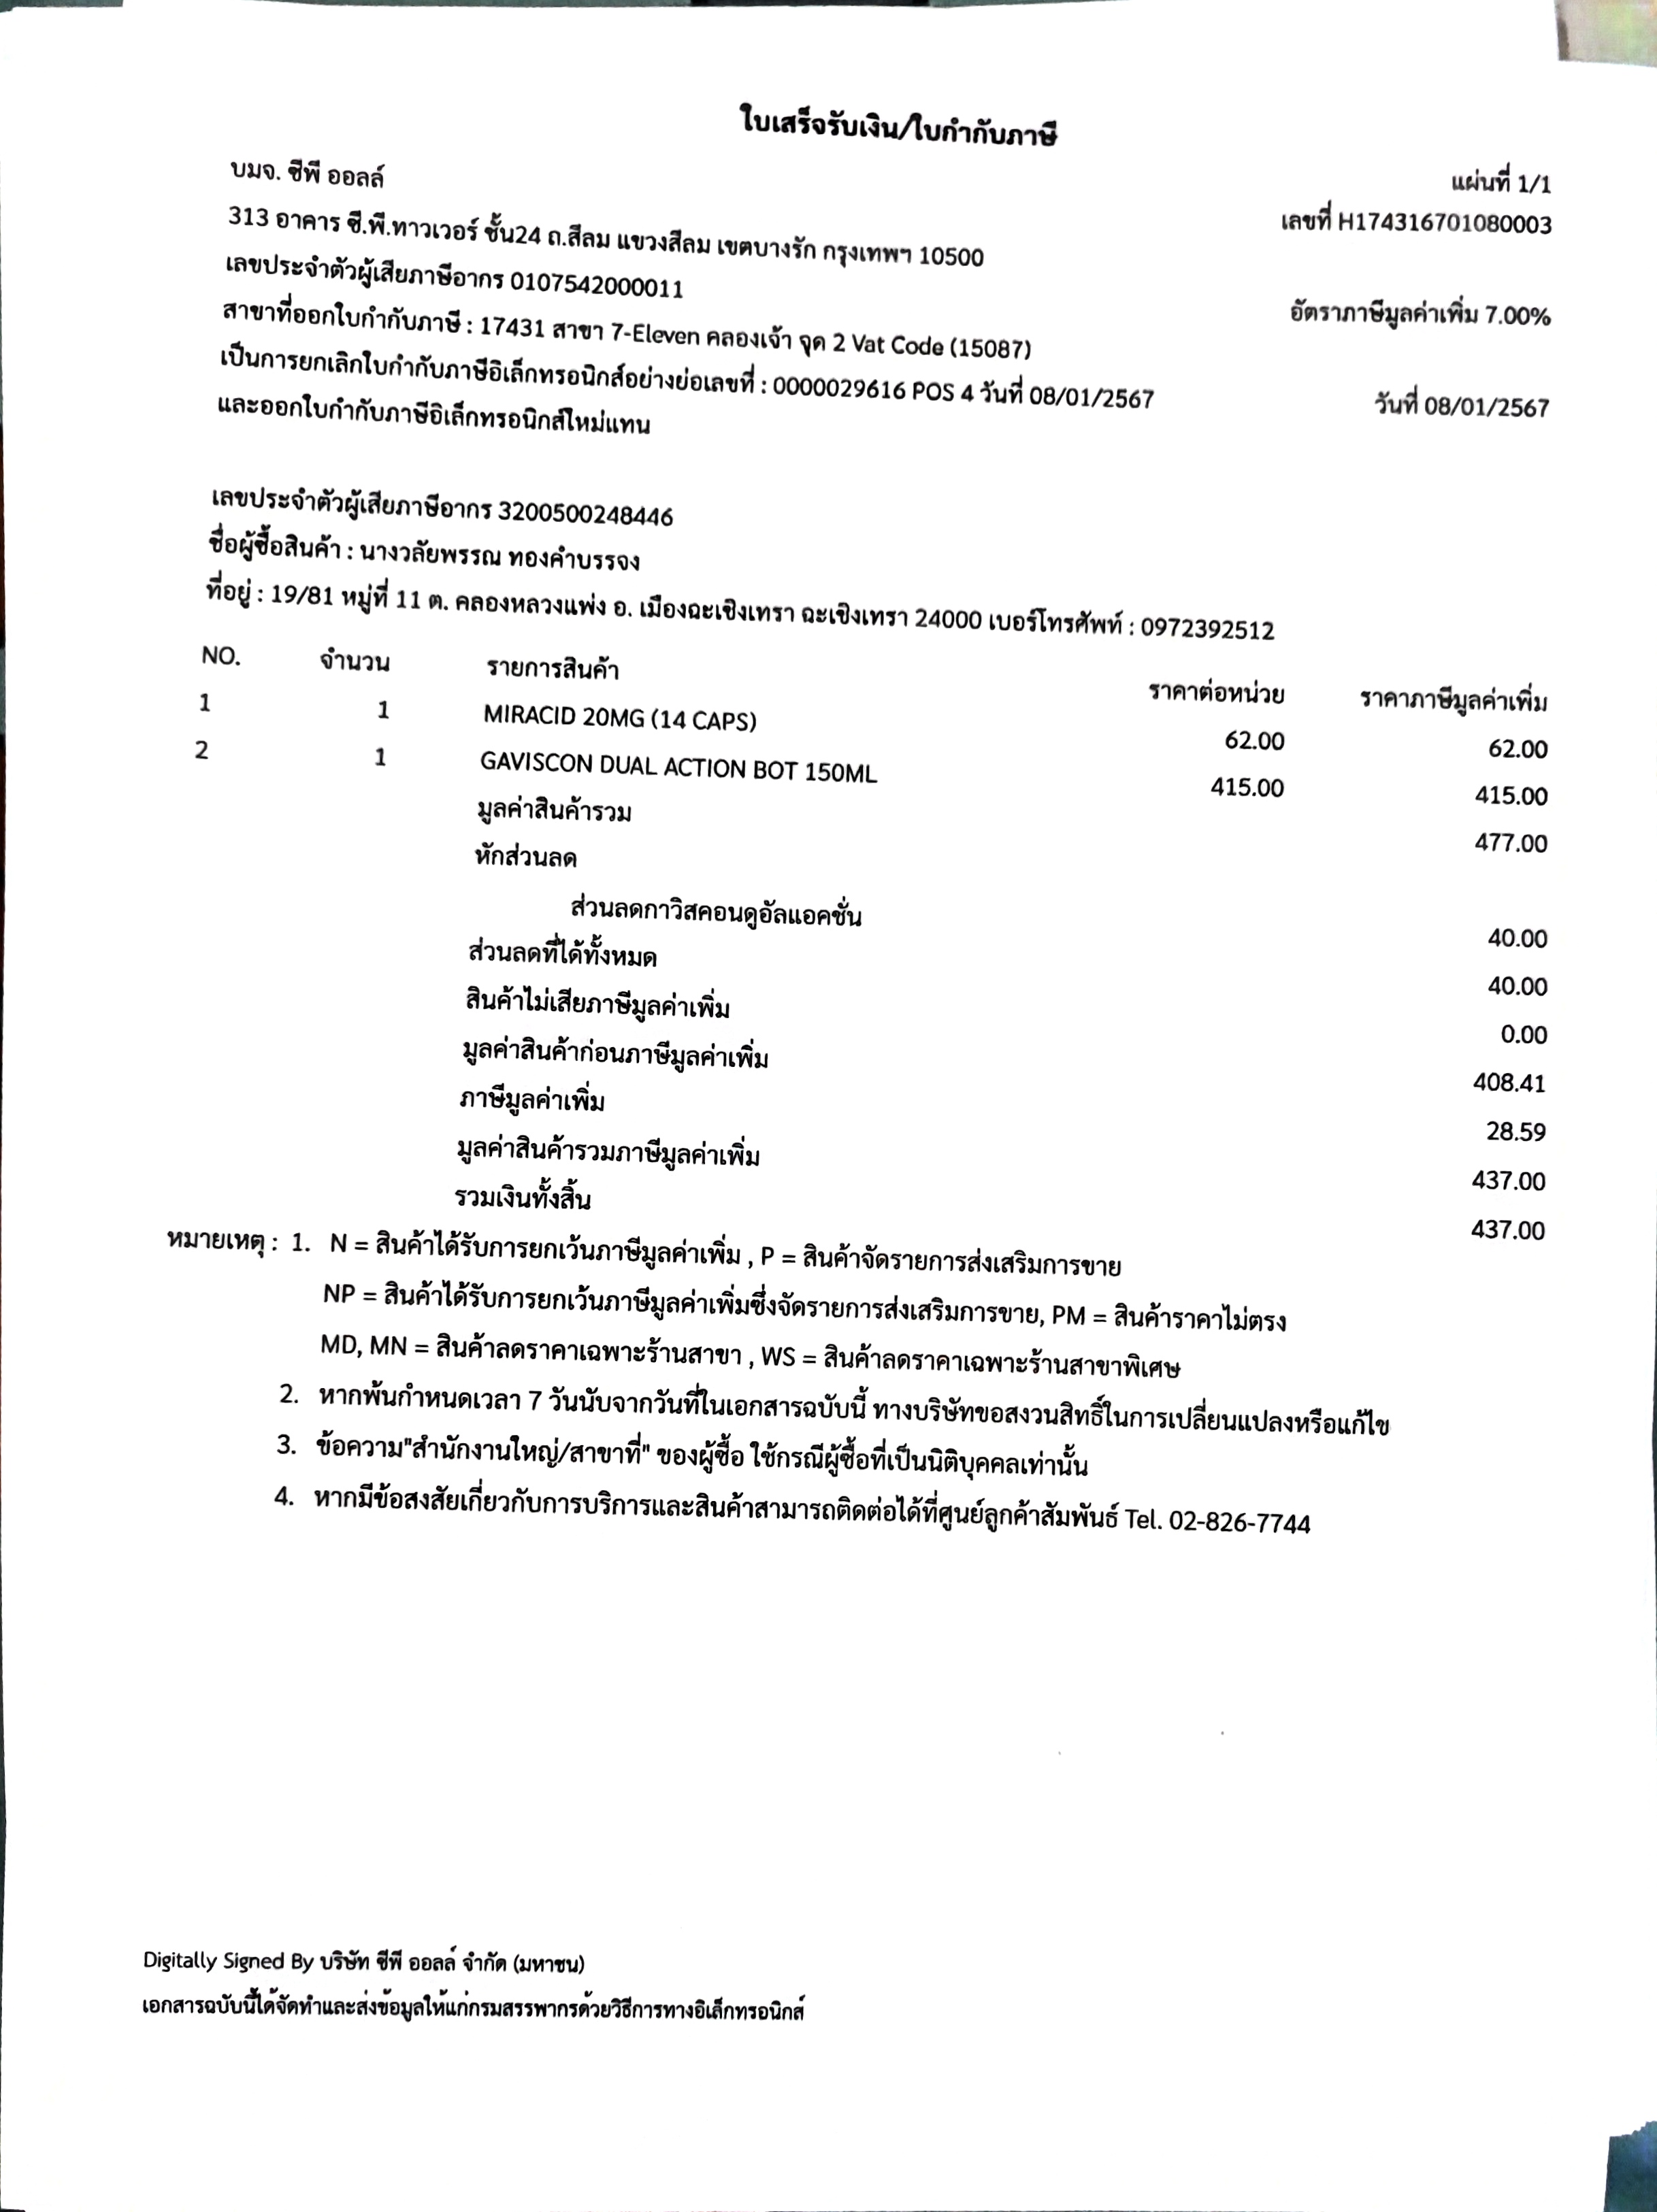 ใบเสร็จรับเงิน/ใบกำกับภาษี
บมจ. ซีพี ออลล์
แผ่นที่ 1/1
313 อาคาร ซี.พี.ทาวเวอร์ ชั้น24 ถ.สีลม แขวงสีลม เขตบางรัก กรุงเทพฯ 10500
เลขที่ H174316701080003
เลขประจำตัวผู้เสียภาษีอากร 0107542000011
สาขาที่ออกใบกำกับภาษี : 17431 สาขา 7-Eleven คลองเจ้า จุด 2 Vat Code (15087)
อัตราภาษีมูลค่าเพิ่ม 7.00%
เป็นการยกเลิกใบกำกับภาษีอิเล็กทรอนิกส์อย่างย่อเลขที่ : 0000029616 POS 4 วันที่ 08/01/2567
วันที่ 08/01/2567
และออกใบกำกับภาษีอิเล็กทรอนิกส์ใหม่แทน
เลขประจำตัวผู้เสียภาษีอากร 3200500248446
ชื่อผู้ซื้อสินค้า : นางวลัยพรรณ ทองคำบรรจง
ที่อยู่ : 19/81 หมู่ที่ 11 ต. คลองหลวงแพ่ง อ. เมืองฉะเชิงเทรา ฉะเชิงเทรา 24000 เบอร์โทรศัพท์ : 0972392512
NO. จำนวน รายการสินค้า ราคาต่อหน่วย ราคาภาษีมูลค่าเพิ่ม
1 1 MIRACID 20MG (14 CAPS) 62.00 62.00
2 1 GAVISCON DUAL ACTION BOT 150ML 415.00 415.00
มูลค่าสินค้ารวม 477.00
หักส่วนลด
ส่วนลดกาวิสคอนดูอัลแอคชั่น 40.00
ส่วนลดที่ได้ทั้งหมด 40.00
สินค้าไม่เสียภาษีมูลค่าเพิ่ม 0.00
มูลค่าสินค้าก่อนภาษีมูลค่าเพิ่ม 408.41
ภาษีมูลค่าเพิ่ม 28.59
มูลค่าสินค้ารวมภาษีมูลค่าเพิ่ม 437.00
รวมเงินทั้งสิ้น 437.00
หมายเหตุ : 1. N = สินค้าได้รับการยกเว้นภาษีมูลค่าเพิ่ม , P = สินค้าจัดรายการส่งเสริมการขาย
NP = สินค้าได้รับการยกเว้นภาษีมูลค่าเพิ่มซึ่งจัดรายการส่งเสริมการขาย, PM = สินค้าราคาไม่ตรง
MD, MN = สินค้าลดราคาเฉพาะร้านสาขา , WS = สินค้าลดราคาเฉพาะร้านสาขาพิเศษ
2. หากพ้นกำหนดเวลา 7 วันนับจากวันที่ในเอกสารฉบับนี้ ทางบริษัทขอสงวนสิทธิ์ในการเปลี่ยนแปลงหรือแก้ไข
3. ข้อความ"สำนักงานใหญ่/สาขาที่" ของผู้ซื้อ ใช้กรณีผู้ซื้อที่เป็นนิติบุคคลเท่านั้น
4. หากมีข้อสงสัยเกี่ยวกับการบริการและสินค้าสามารถติดต่อได้ที่ศูนย์ลูกค้าสัมพันธ์ Tel. 02-826-7744
Digitally Signed By บริษัท ซีพี ออลล์ จำกัด (มหาชน)
เอกสารฉบับนี้ได้จัดทำและส่งข้อมูลให้แก่กรมสรรพากรด้วยวิธีการทางอิเล็กทรอนิกส์